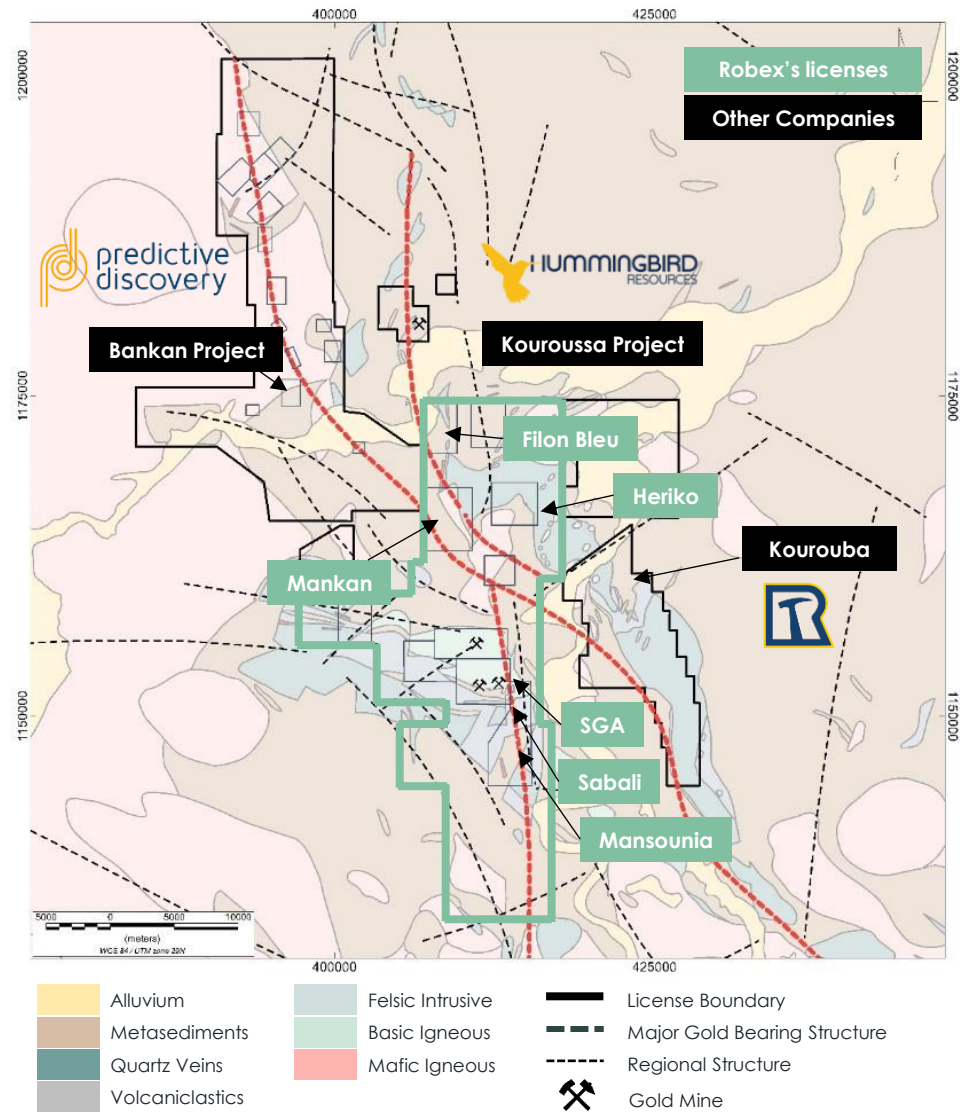 400000
425000
1200000
1200000
Robex's licenses
Other Companies
predictive
discovery
HUMMINGBIRD
RESOURCES
Bankan Project
Kouroussa Project
1175000
1175000
Filon Bleu
Heriko
Kourouba
Mankan
R
SGA
1150000
1150000
Sabali
Mansounia
5000
0
5000
10000
(meters)
WGS 84 / UTM zone 29N
400000
425000
Alluvium
Felsic Intrusive
License Boundary
Metasediments
Basic Igneous
Major Gold Bearing Structure
Quartz Veins
Mafic Igneous
Regional Structure
Volcaniclastics
Gold Mine